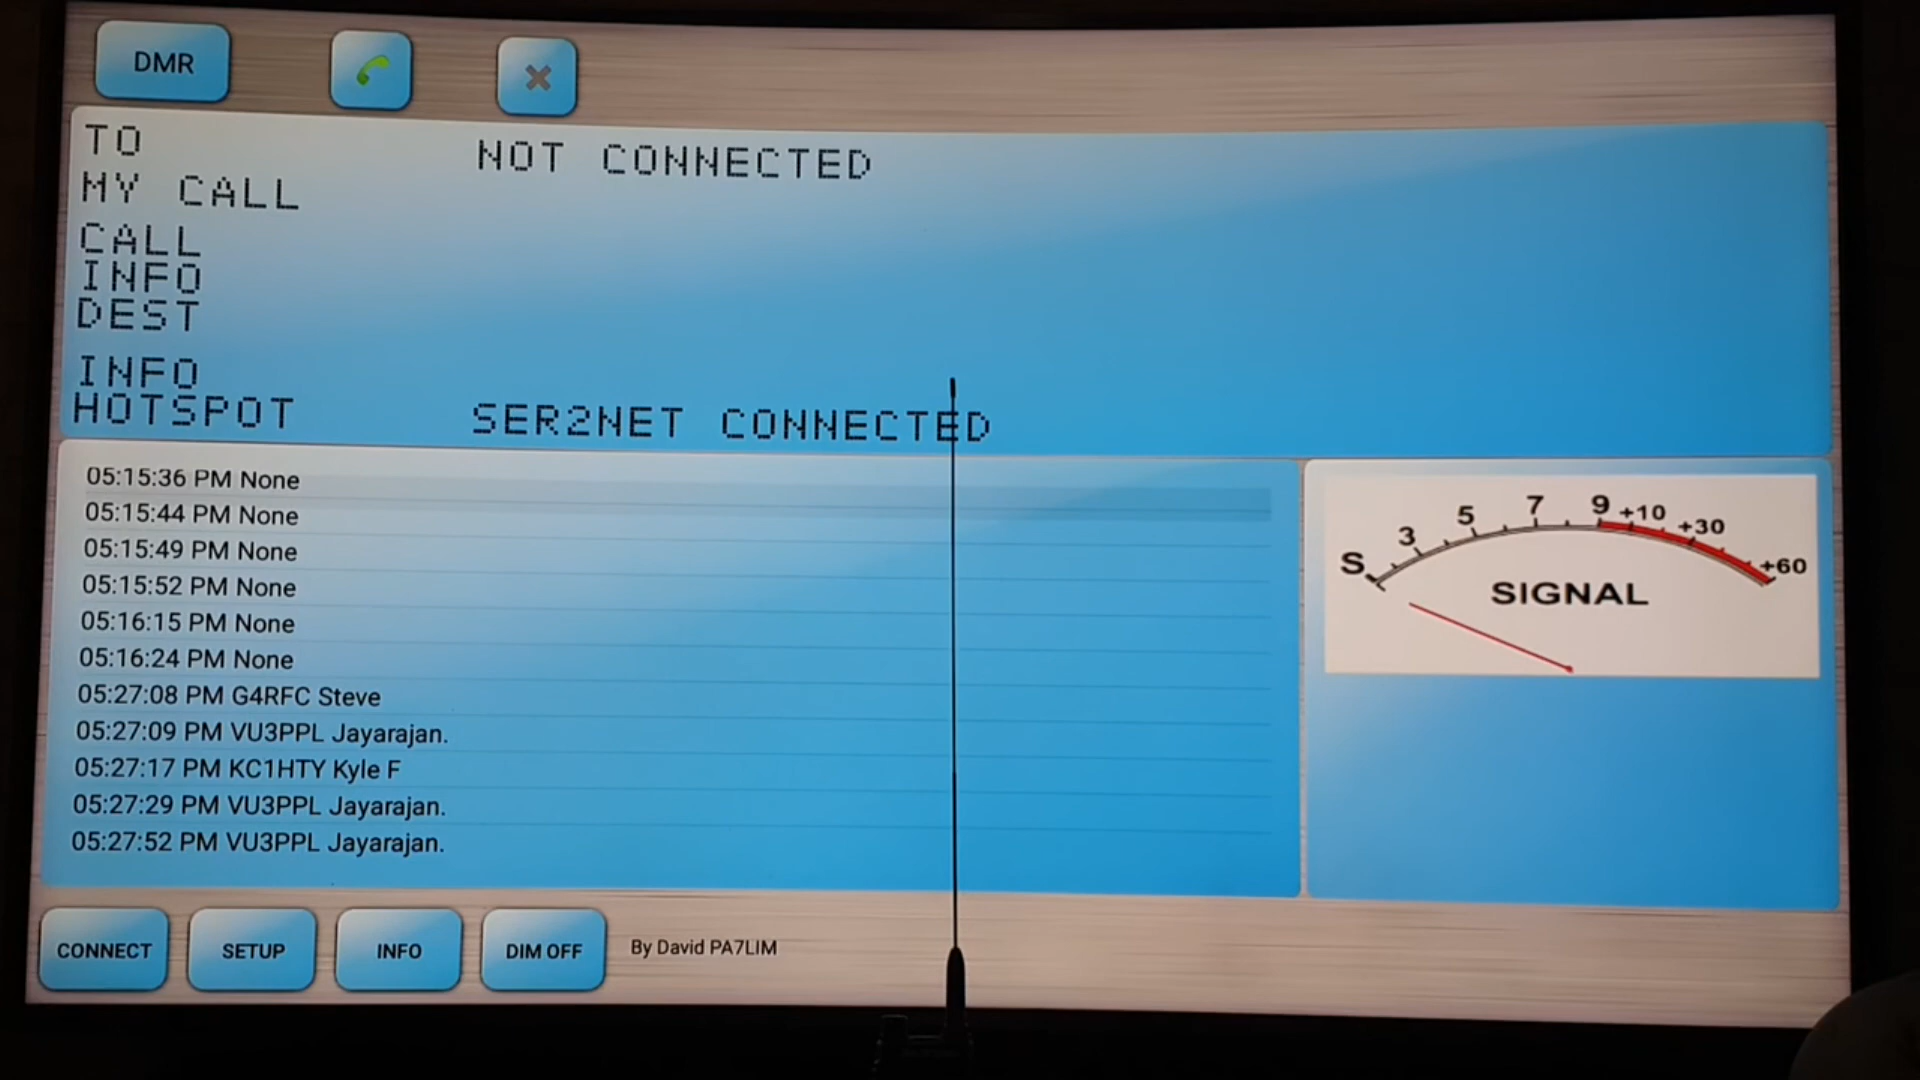 DMR
TO NOT CONNECTED
MY CALL
CALL
INFO
DEST
INFO
HOTSPOT SER2NET CONNECTED
05:15:36 PM None
05:15:44 PM None
05:15:49 PM None
05:15:52 PM None
05:16:15 PM None
05:16:24 PM None
05:27:08 PM G4RFC Steve
05:27:09 PM VU3PPL Jayarajan.
05:27:17 PM KC1HTY Kyle F
05:27:29 PM VU3PPL Jayarajan.
05:27:52 PM VU3PPL Jayarajan.
S 3 5 7 9 +10 +30 +60
SIGNAL
CONNECT SETUP INFO DIM OFF By David PA7LIM